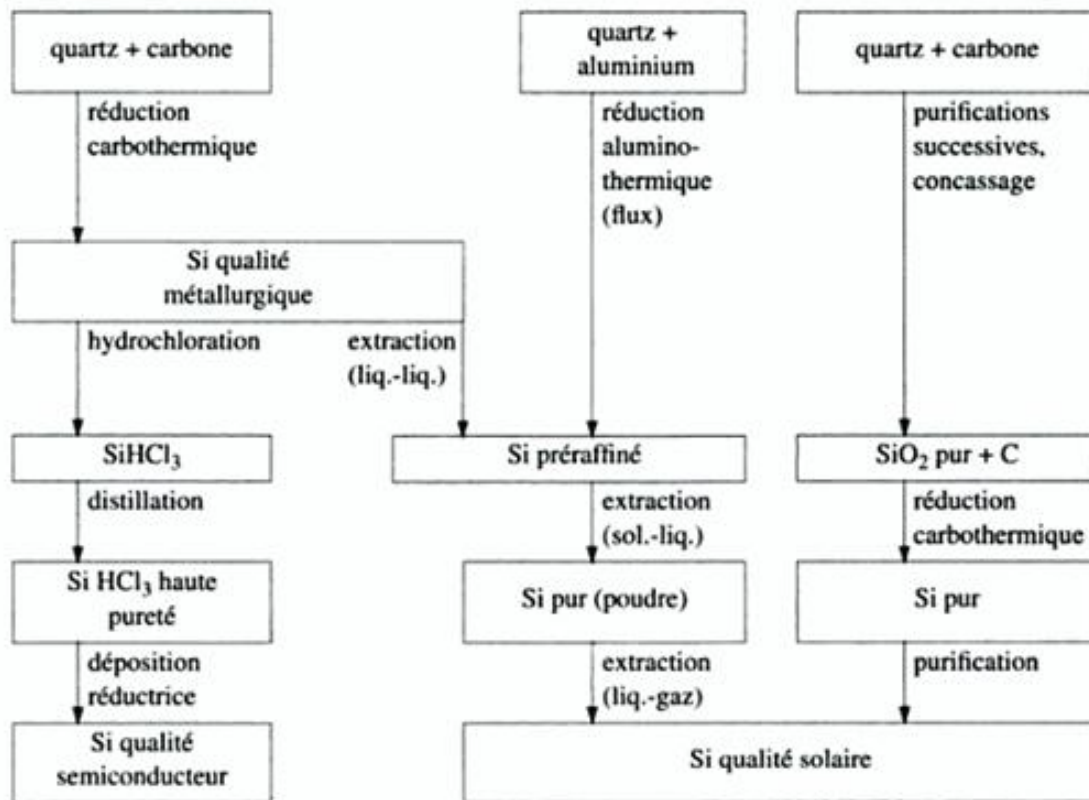 quartz + carbone
quartz +
aluminium
quartz + carbone
réduction
carbothermique
réduction
alumino-
thermique
(flux)
purifications
successives,
concassage
Si qualité
métallurgique
hydrochloration
extraction
(liq.-liq.)
SiHCl₃
Si préraffiné
SiO₂ pur + C
distillation
extraction
(sol.-liq.)
réduction
carbothermique
Si HCl₃ haute
pureté
Si pur (poudre)
Si pur
déposition
réductrice
extraction
(liq.-gaz)
purification
Si qualité
semiconducteur
Si qualité solaire